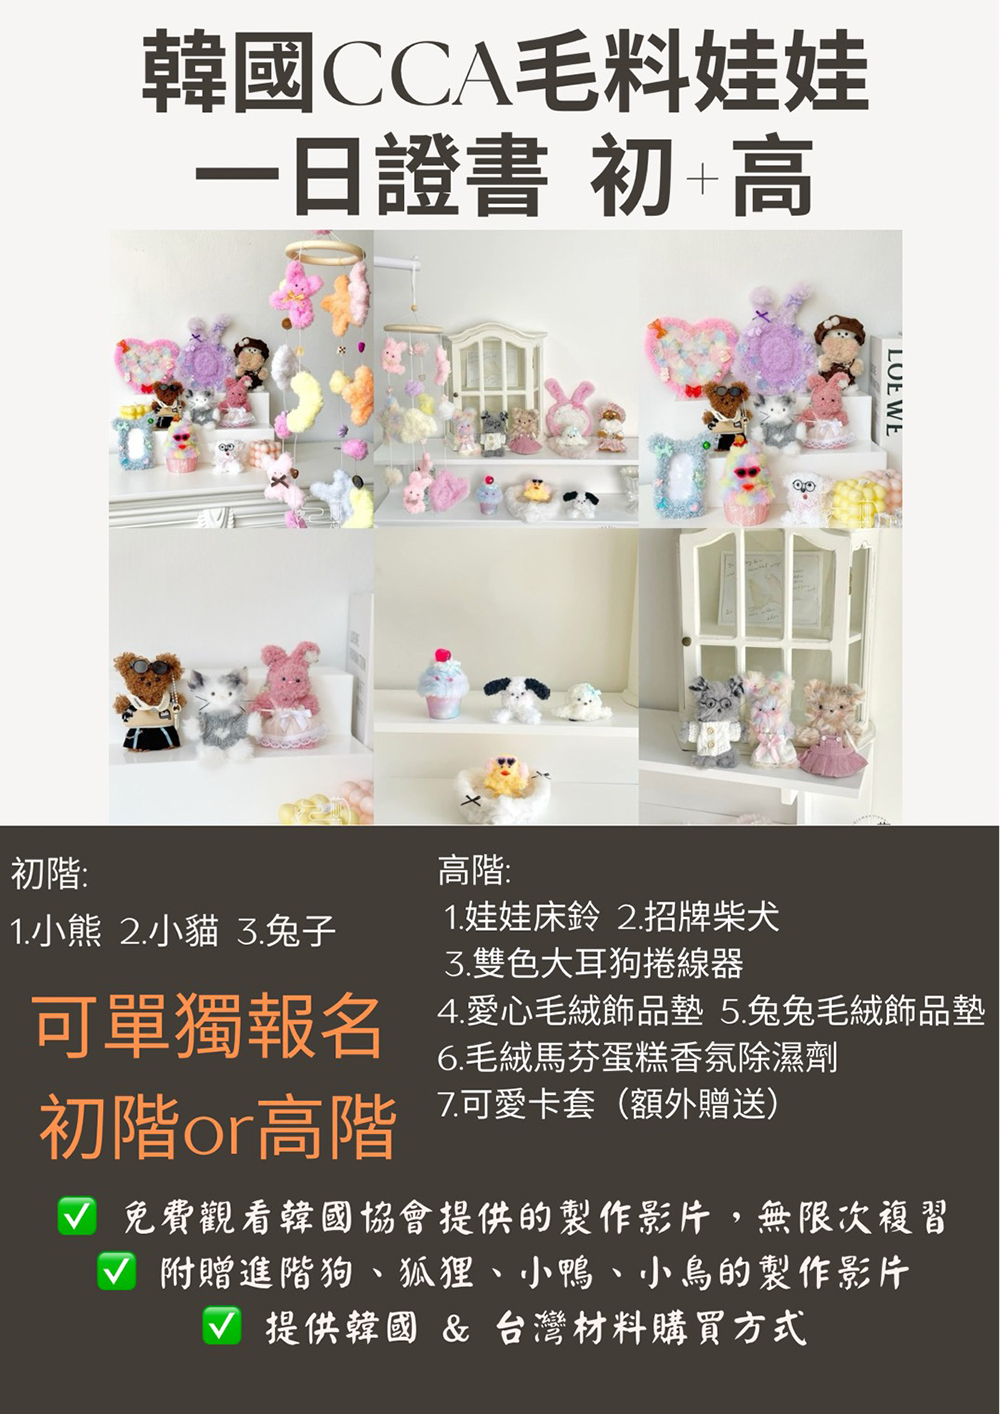 韓國CCA毛料娃娃
一日證書 初+高
LOEWE
初階:
1.小熊 2.小貓 3.兔子
可單獨報名
初階or高階
高階:
1.娃娃床鈴 2.招牌柴犬
3.雙色大耳狗捲線器
4.愛心毛絨飾品墊 5.兔兔毛絨飾品墊
6.毛絨馬芬蛋糕香氛除濕劑
7.可愛卡套（額外贈送）
✅ 免費觀看韓國協會提供的製作影片，無限次複習
✅ 附贈進階狗、狐狸、小鴨、小鳥的製作影片
✅ 提供韓國 & 台灣材料購買方式